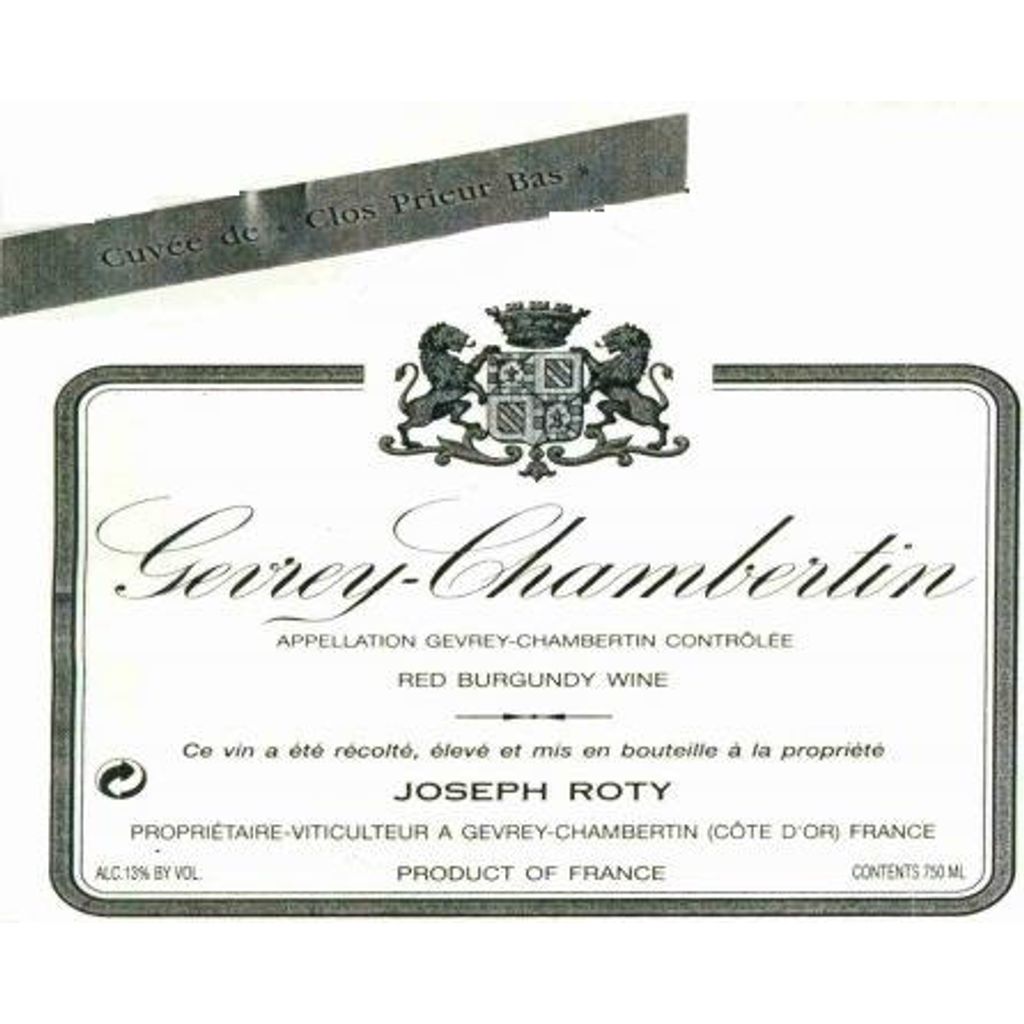 Cuvée de « Clos Prieur Bas »
Gevrey-Chambertin
APPELLATION GEVREY-CHAMBERTIN CONTRÔLÉE
RED BURGUNDY WINE
Ce vin a été récolté, élevé et mis en bouteille à la propriété
JOSEPH ROTY
PROPRIÉTAIRE-VITICULTEUR A GEVREY-CHAMBERTIN (CÔTE D'OR) FRANCE
ALC.13% BY VOL. PRODUCT OF FRANCE CONTENTS 750 ML